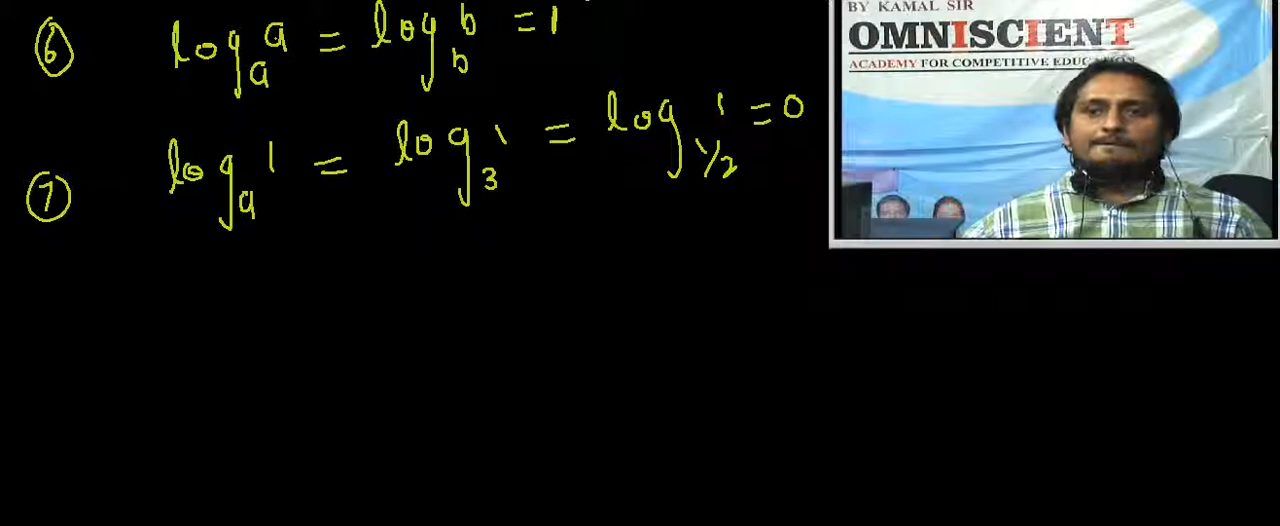 ⑥ log_a a = log_b b = 1
⑦ log_a 1 = log_3 1 = log_1/2 1 = 0
BY KAMAL SIR
OMNISCIENT
ACADEMY FOR COMPETITIVE EDUCATION